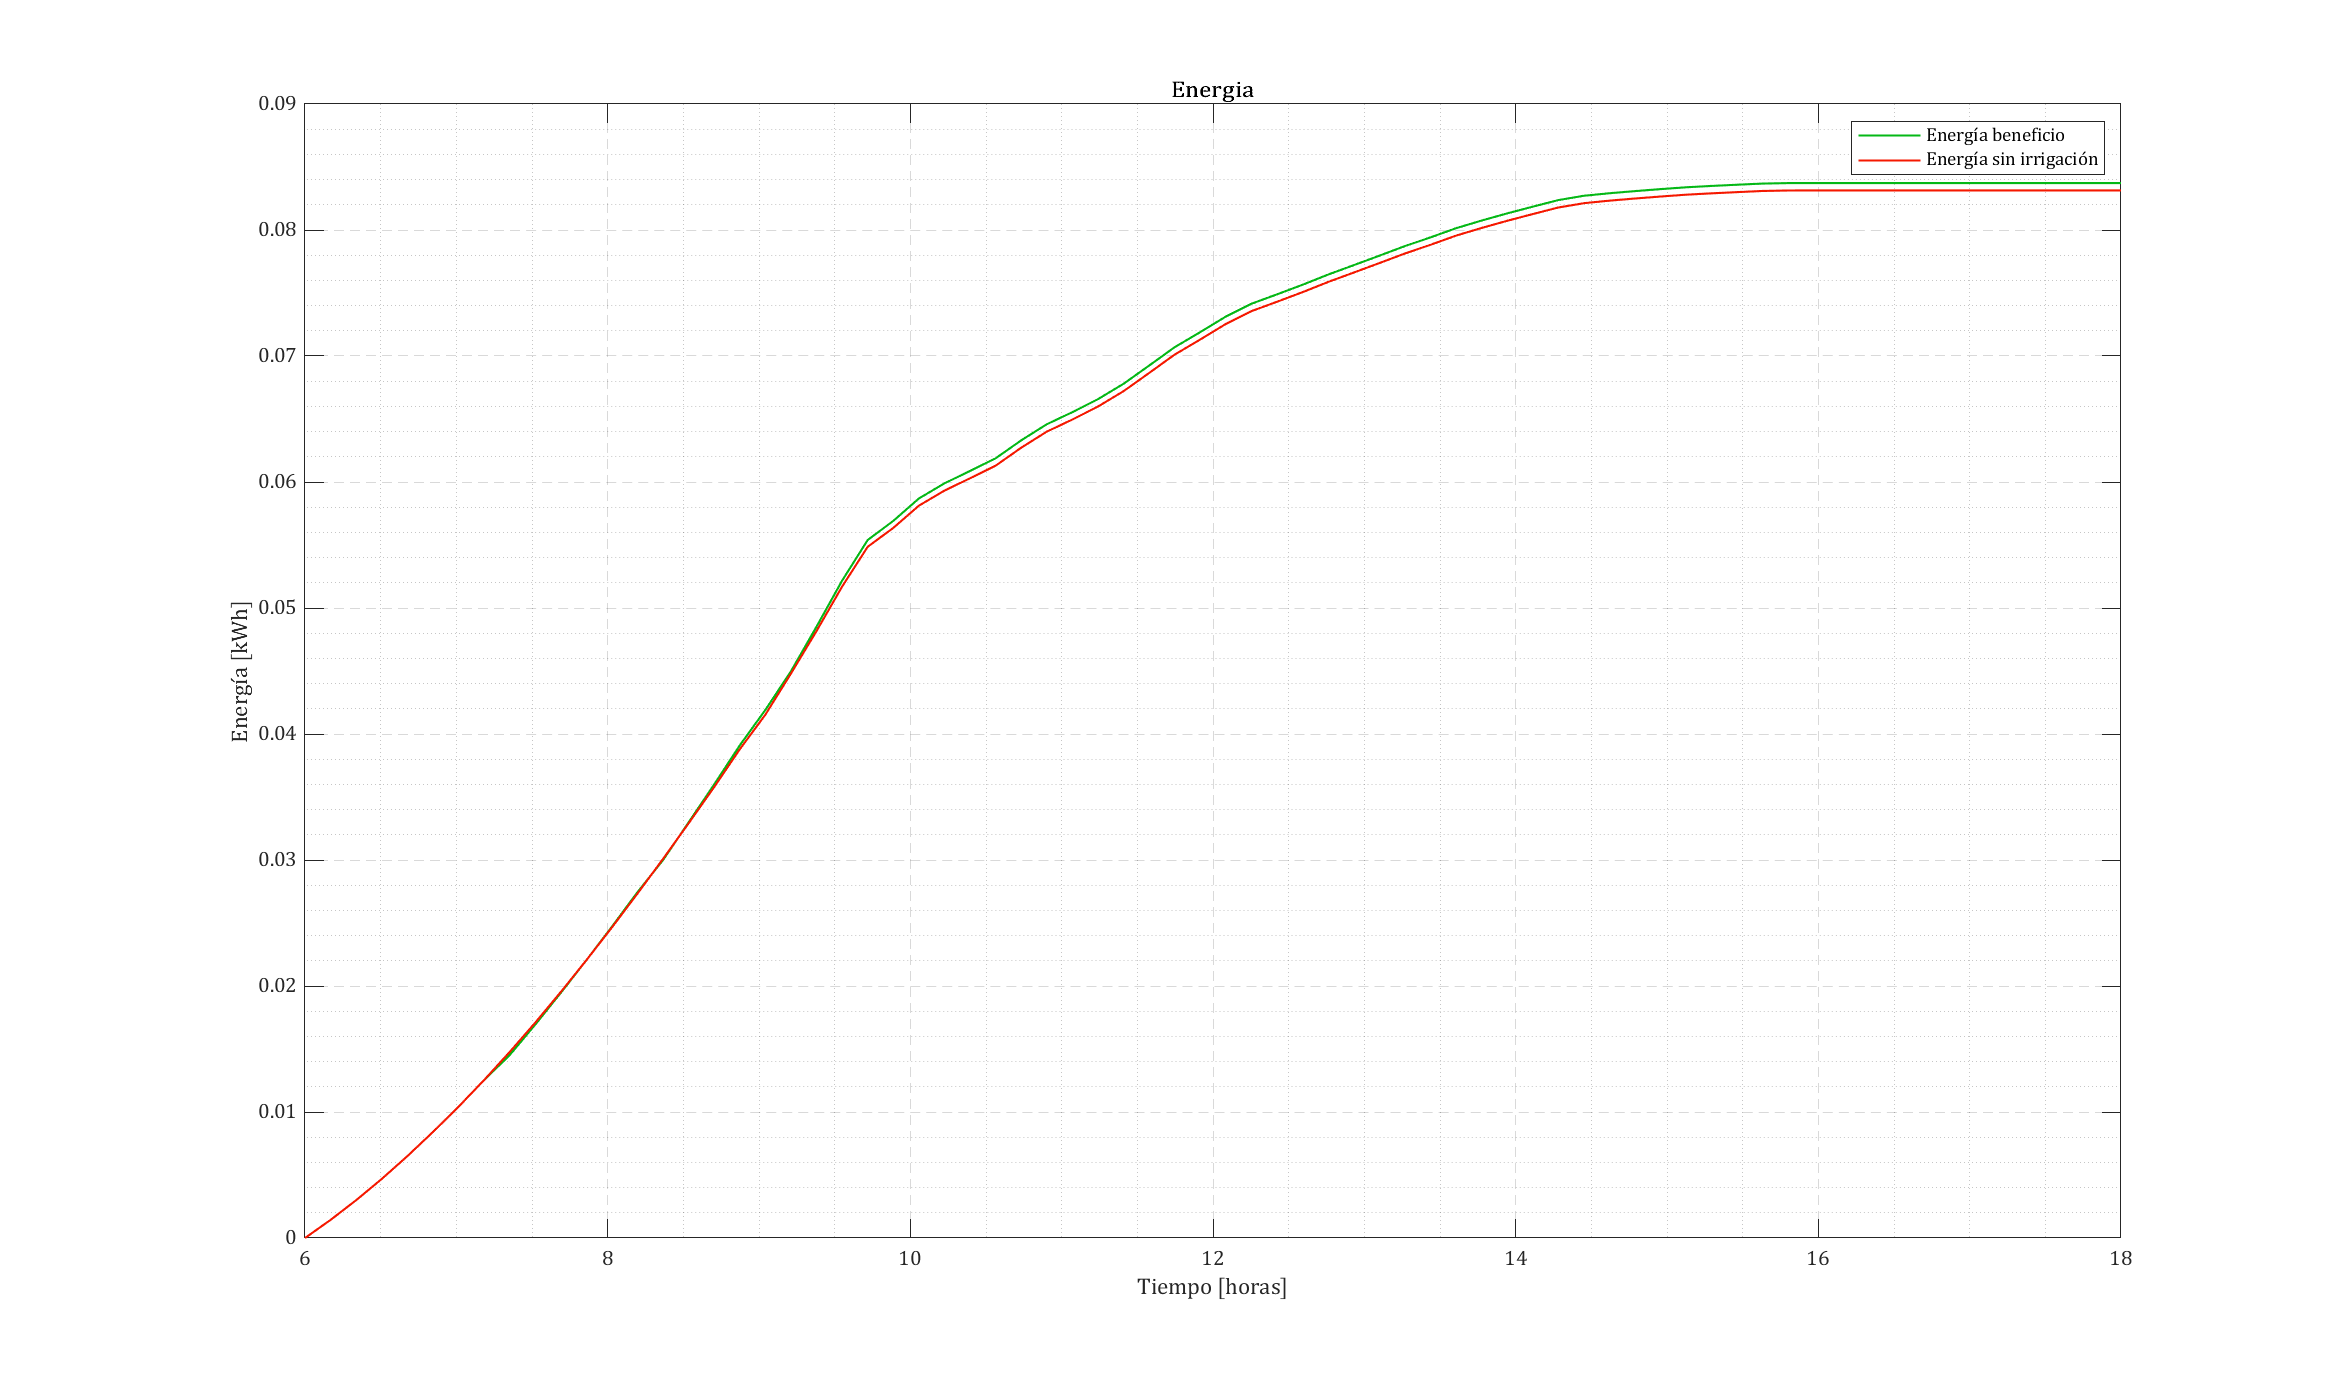 Energia
0.09
0.08
0.07
0.06
0.05
0.04
0.03
0.02
0.01
0
Energía [kWh]
Energía beneficio
Energía sin irrigación
6 8 10 12 14 16 18
Tiempo [horas]